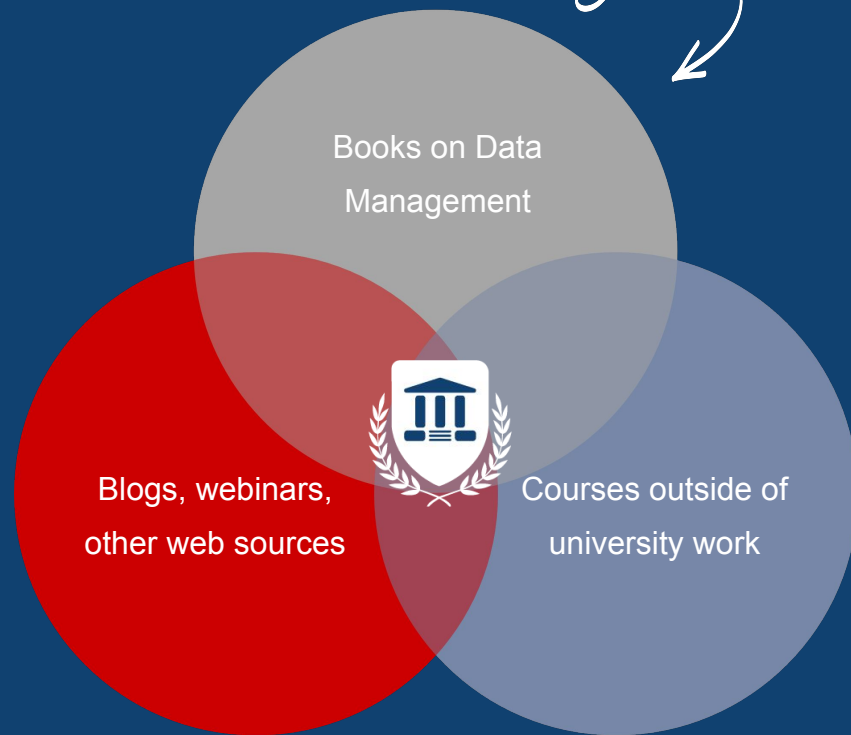 Books on Data
Management
Blogs, webinars,
other web sources
Courses outside of
university work